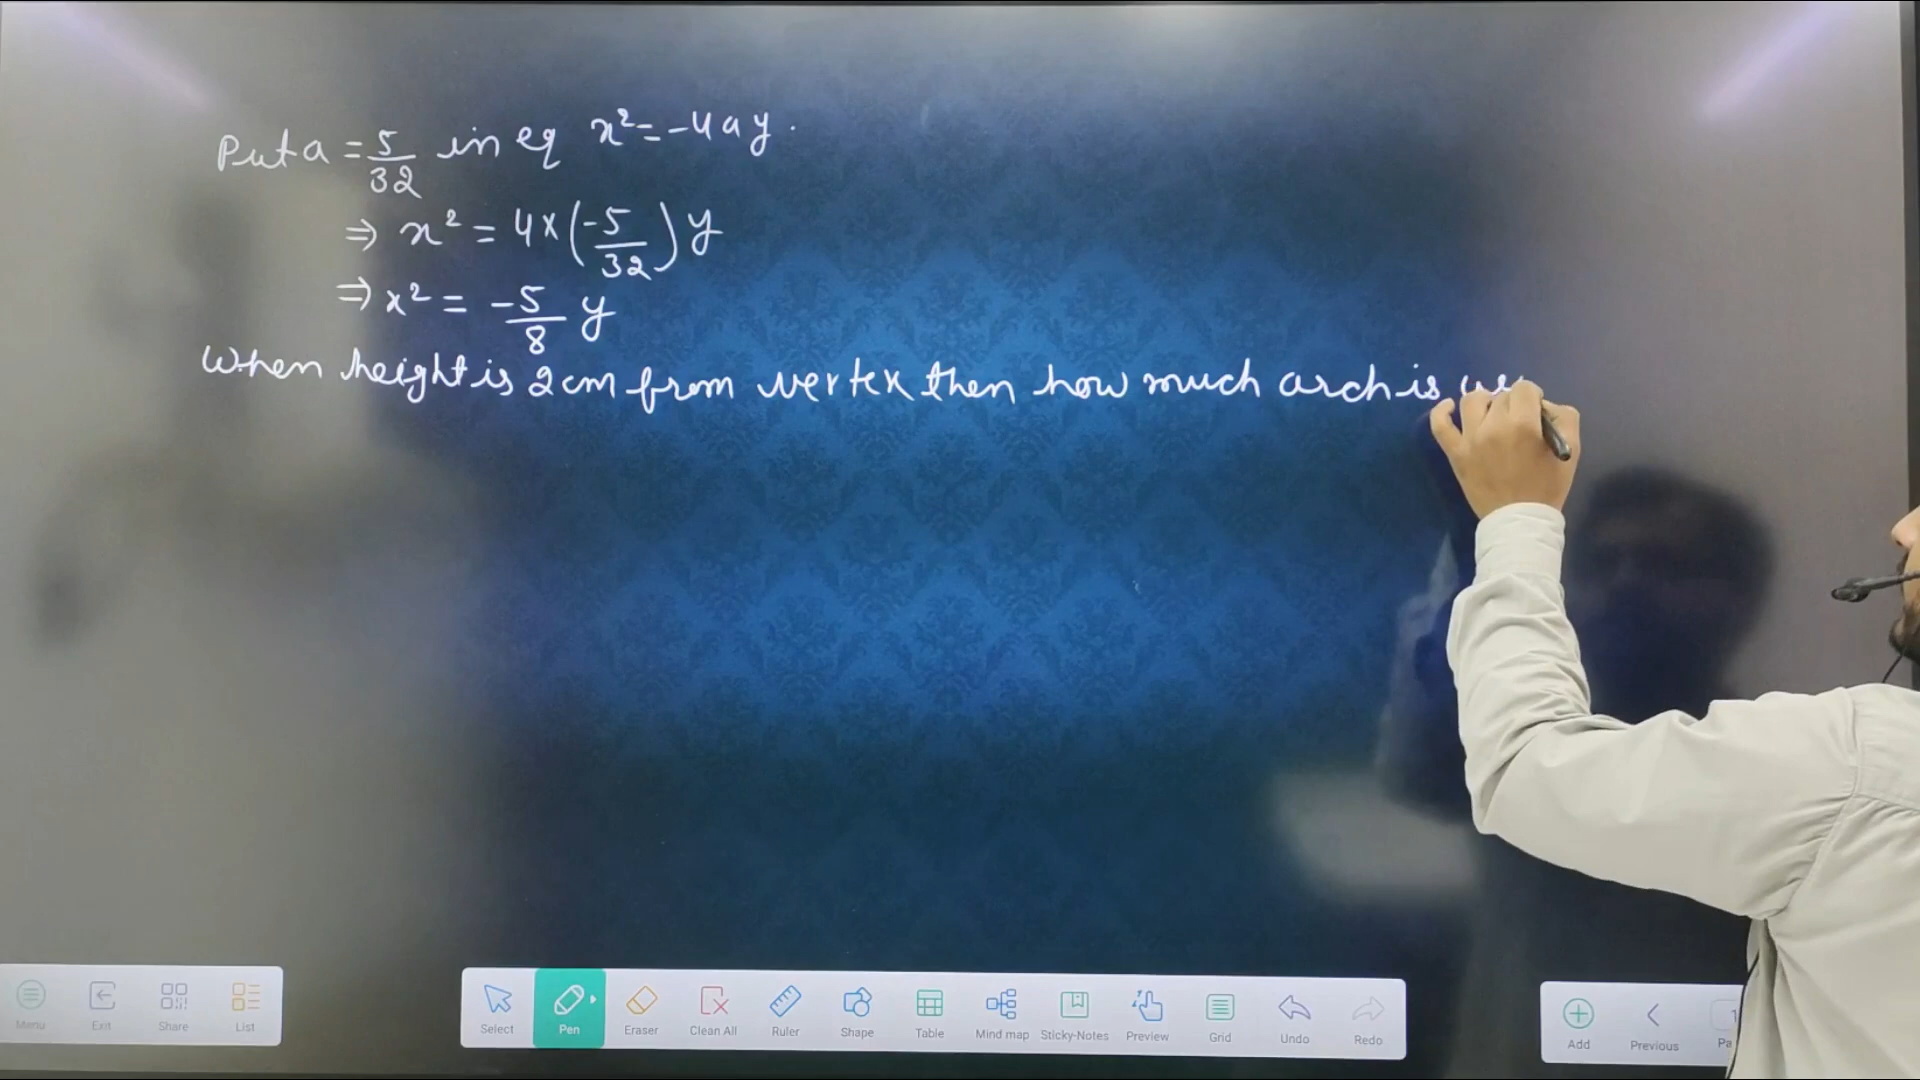 Put a = 5/32 in eq x² = -4ay.
⇒ x² = 4×(-5/32)y
⇒ x² = -5/8 y
When height is 2cm from vertex then how much arch is
Menu Exit Share List
Select Pen Eraser Clean All Ruler Shape Table Mind map Sticky-Notes Preview Grid Undo Redo
Add Previous